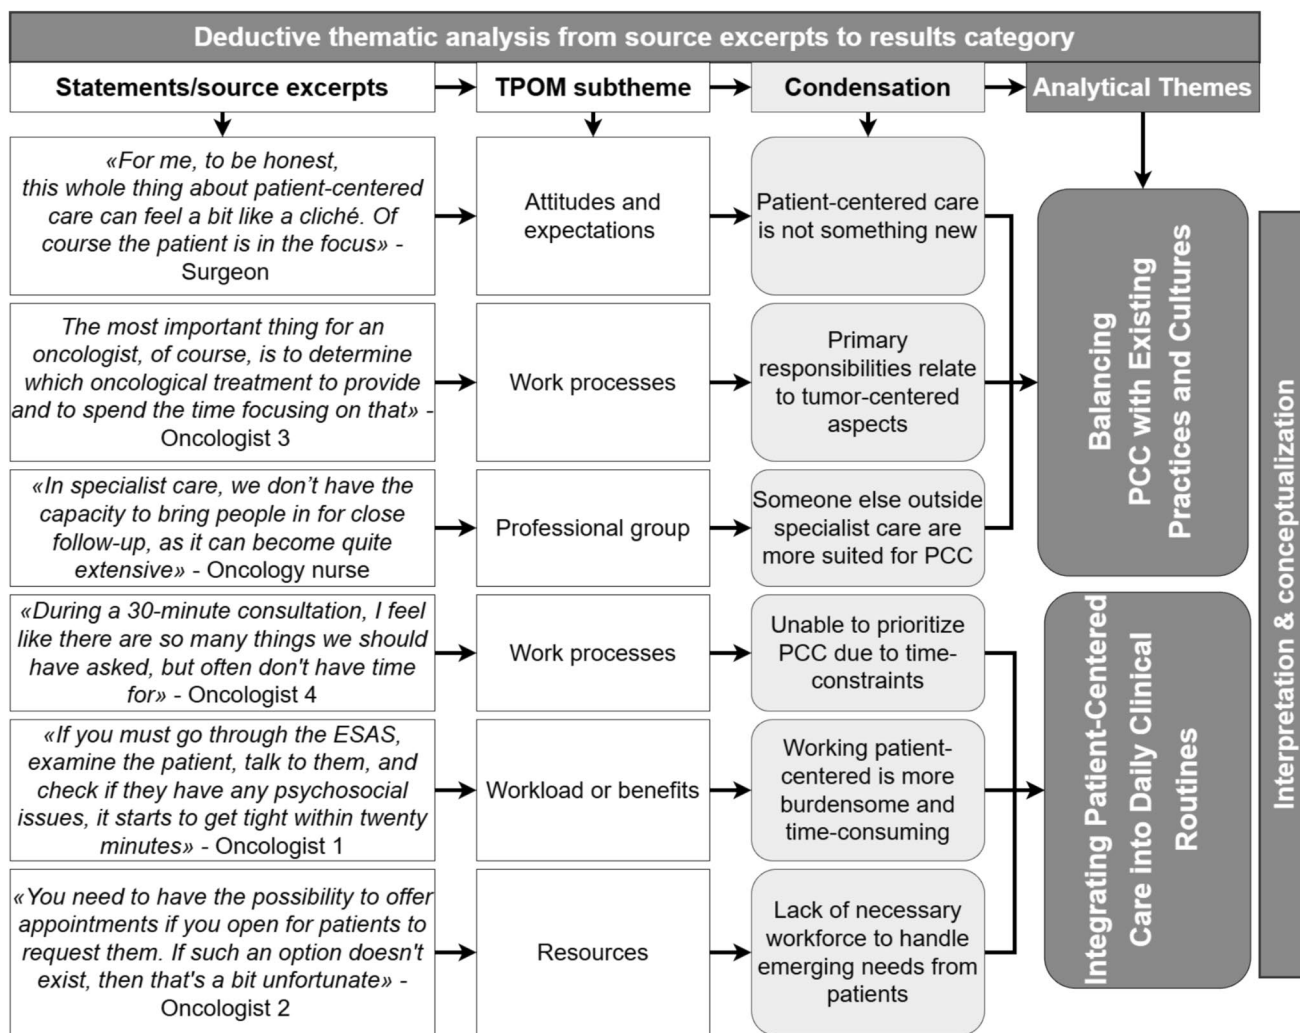 Deductive thematic analysis from source excerpts to results category
Statements/source excerpts
TPOM subtheme
Condensation
Analytical Themes
«For me, to be honest,
this whole thing about patient-centered
care can feel a bit like a cliché. Of
course the patient is in the focus» -
Surgeon
Attitudes and
expectations
Patient-centered care
is not something new
The most important thing for an
oncologist, of course, is to determine
which oncological treatment to provide
and to spend the time focusing on that» -
Oncologist 3
Work processes
Primary
responsibilities relate
to tumor-centered
aspects
«In specialist care, we don’t have the
capacity to bring people in for close
follow-up, as it can become quite
extensive» - Oncology nurse
Professional group
Someone else outside
specialist care are
more suited for PCC
Balancing
PCC with Existing
Practices and Cultures
«During a 30-minute consultation, I feel
like there are so many things we should
have asked, but often don't have time
for» - Oncologist 4
Work processes
Unable to prioritize
PCC due to time-
constraints
«If you must go through the ESAS,
examine the patient, talk to them, and
check if they have any psychosocial
issues, it starts to get tight within twenty
minutes» - Oncologist 1
Workload or benefits
Working patient-
centered is more
burdensome and
time-consuming
«You need to have the possibility to offer
appointments if you open for patients to
request them. If such an option doesn't
exist, then that's a bit unfortunate» -
Oncologist 2
Resources
Lack of necessary
workforce to handle
emerging needs from
patients
Integrating Patient-Centered
Care into Daily Clinical
Routines
Interpretation & conceptualization